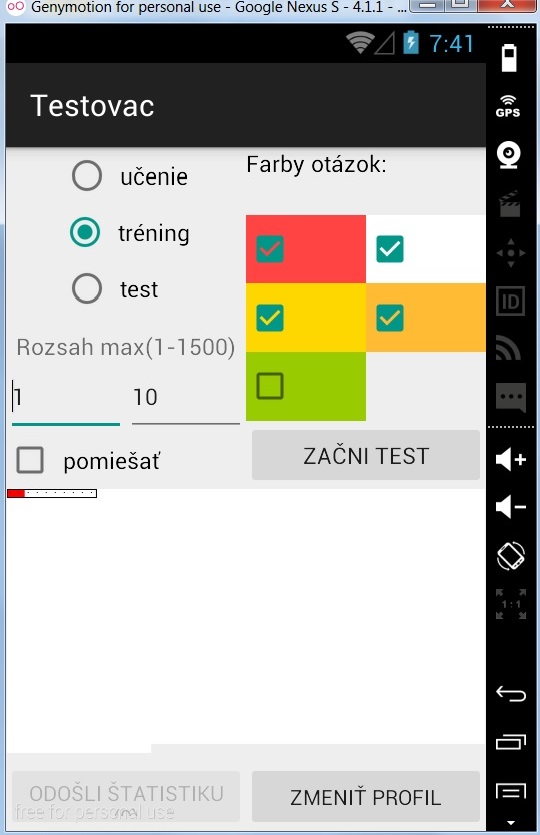 Genymotion for personal use - Google Nexus S - 4.1.1 - ...
7:41
Testovac
učenie
tréning
test
Farby otázok:
Rozsah max(1-1500)
1
10
pomiešať
ZAČNI TEST
ODOŠLI ŠTATISTIKU
ZMENIŤ PROFIL
free for personal use
GPS
ID
1:1